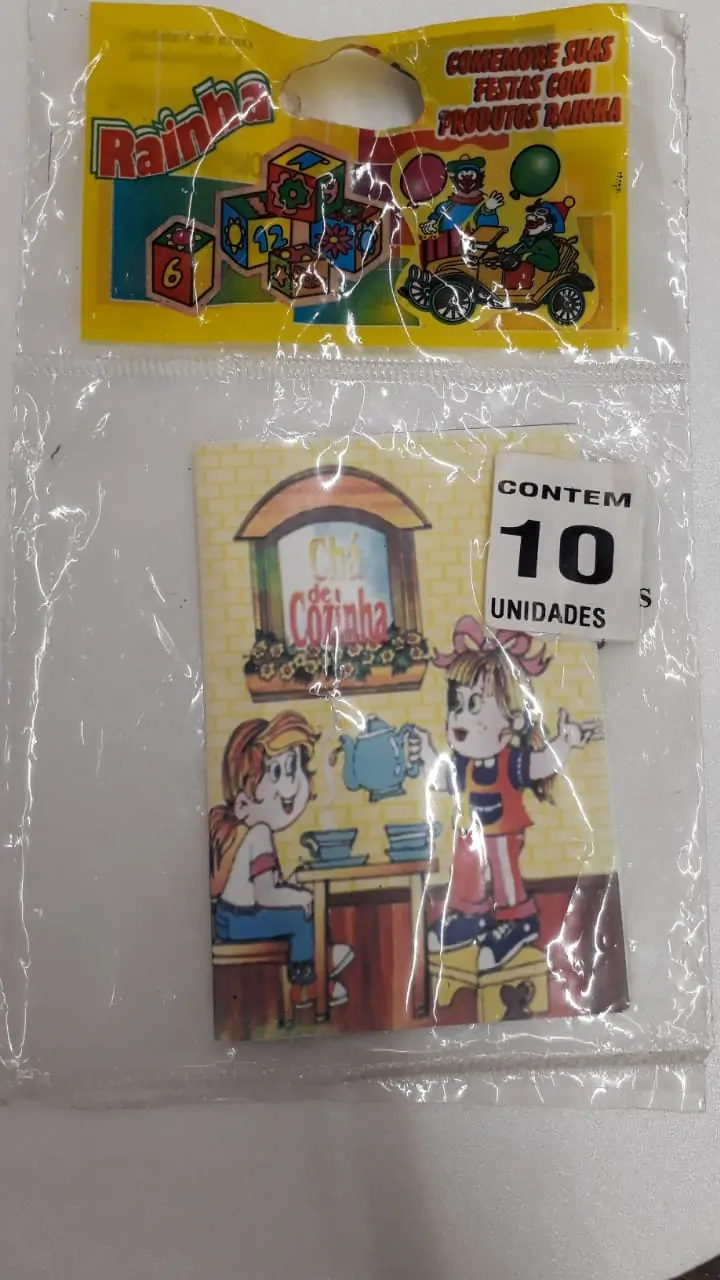 Rainha
COMEMORE SUAS
FESTAS COM
PRODUTOS RAINHA
6
12
Chá
de
Cozinha
CONTEM
10
UNIDADES
S